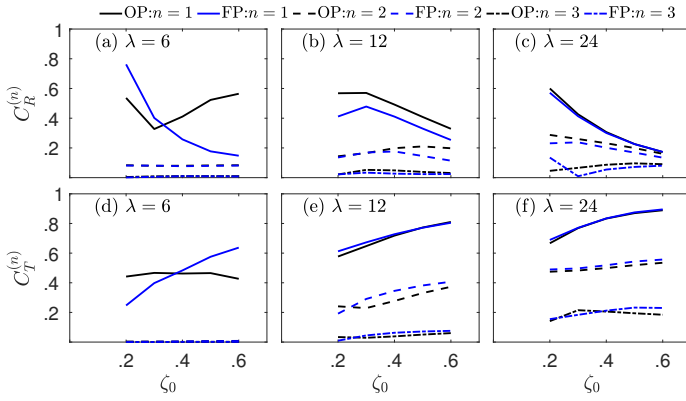 OP:n = 1 FP:n = 1 OP:n = 2 FP:n = 2 OP:n = 3 FP:n = 3
(a) λ = 6 (b) λ = 12 (c) λ = 24
1
.8
.6
.4
.2
C_R^{(n)}
(d) λ = 6 (e) λ = 12 (f) λ = 24
1
.8
.6
.4
.2
C_T^{(n)}
.2 .4 .6 .2 .4 .6 .2 .4 .6
ζ₀ ζ₀ ζ₀